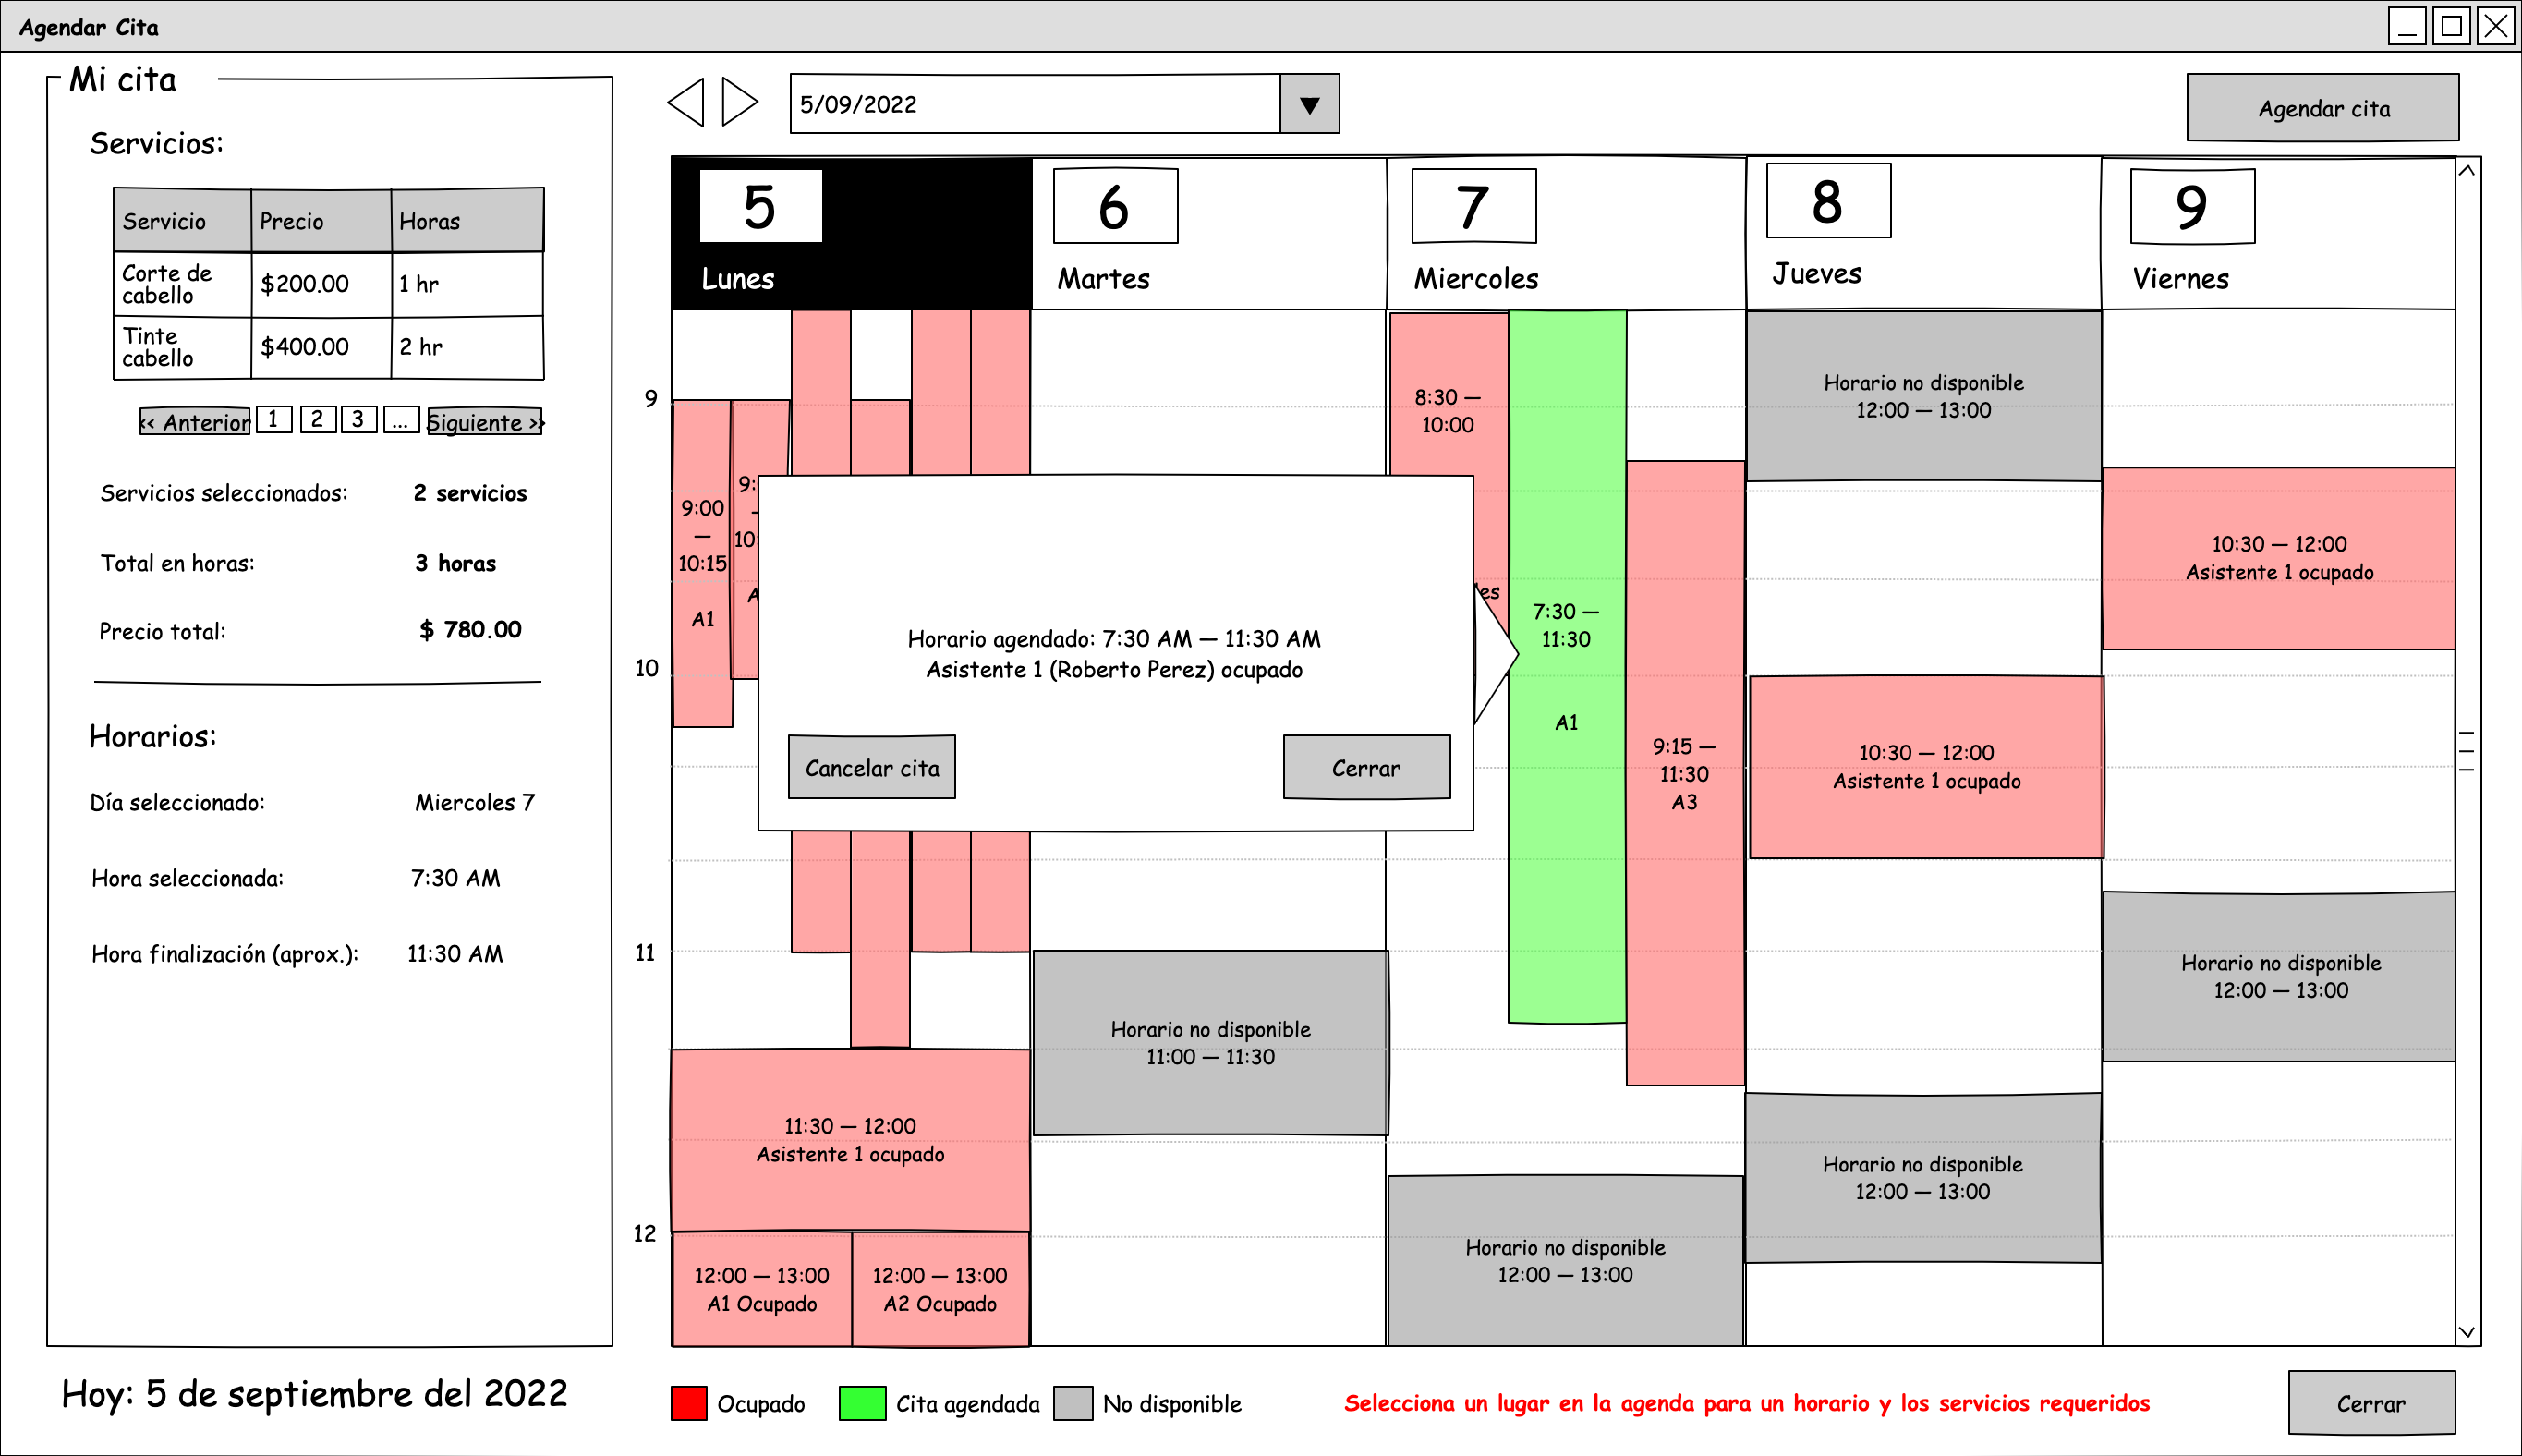 Agendar Cita
Mi cita
Servicios:
Servicio Precio Horas
Corte de
cabello
$200.00 1 hr
Tinte
cabello
$400.00 2 hr
<< Anterior 1 2 3 ... Siguiente >>
Servicios seleccionados: 2 servicios
Total en horas: 3 horas
Precio total: $ 780.00
Horarios:
Día seleccionado: Miercoles 7
Hora seleccionada: 7:30 AM
Hora finalización (aprox.): 11:30 AM
Hoy: 5 de septiembre del 2022
5/09/2022
Agendar cita
5
Lunes
6
Martes
7
Miercoles
8
Jueves
9
Viernes
9
10
11
12
9:00
—
10:15
A1
11:30 — 12:00
Asistente 1 ocupado
12:00 — 13:00
A1 Ocupado
12:00 — 13:00
A2 Ocupado
Horario agendado: 7:30 AM — 11:30 AM
Asistente 1 (Roberto Perez) ocupado
Cancelar cita
Cerrar
Horario no disponible
11:00 — 11:30
8:30 —
10:00
7:30 —
11:30
A1
9:15 —
11:30
A3
Horario no disponible
12:00 — 13:00
Horario no disponible
12:00 — 13:00
10:30 — 12:00
Asistente 1 ocupado
Horario no disponible
12:00 — 13:00
10:30 — 12:00
Asistente 1 ocupado
Horario no disponible
12:00 — 13:00
Ocupado
Cita agendada
No disponible
Selecciona un lugar en la agenda para un horario y los servicios requeridos
Cerrar